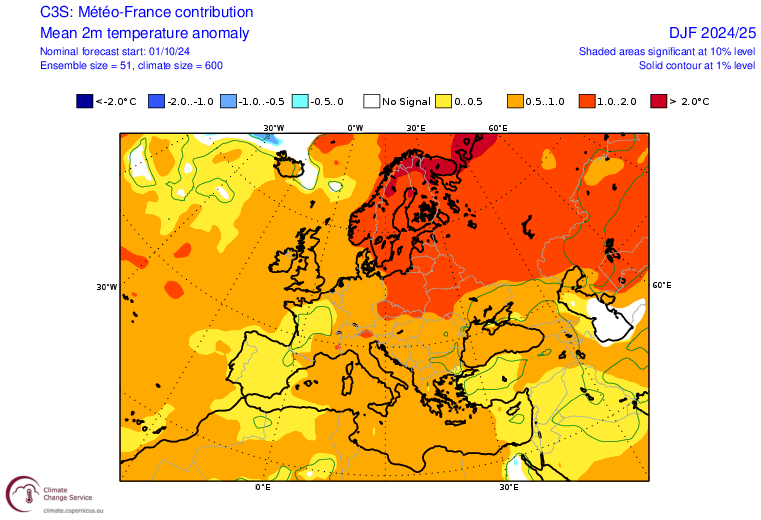 C3S: Météo-France contribution
Mean 2m temperature anomaly
DJF 2024/25
Nominal forecast start: 01/10/24
Shaded areas significant at 10% level
Ensemble size = 51, climate size = 600
Solid contour at 1% level
<-2.0°C -2.0..-1.0 -1.0..-0.5 -0.5..0 No Signal 0..0.5 0.5..1.0 1.0..2.0 > 2.0°C
30°W 0°W 30°E 60°E
30°W 60°E
0°E 30°E
Climate
Change Service
climate.copernicus.eu